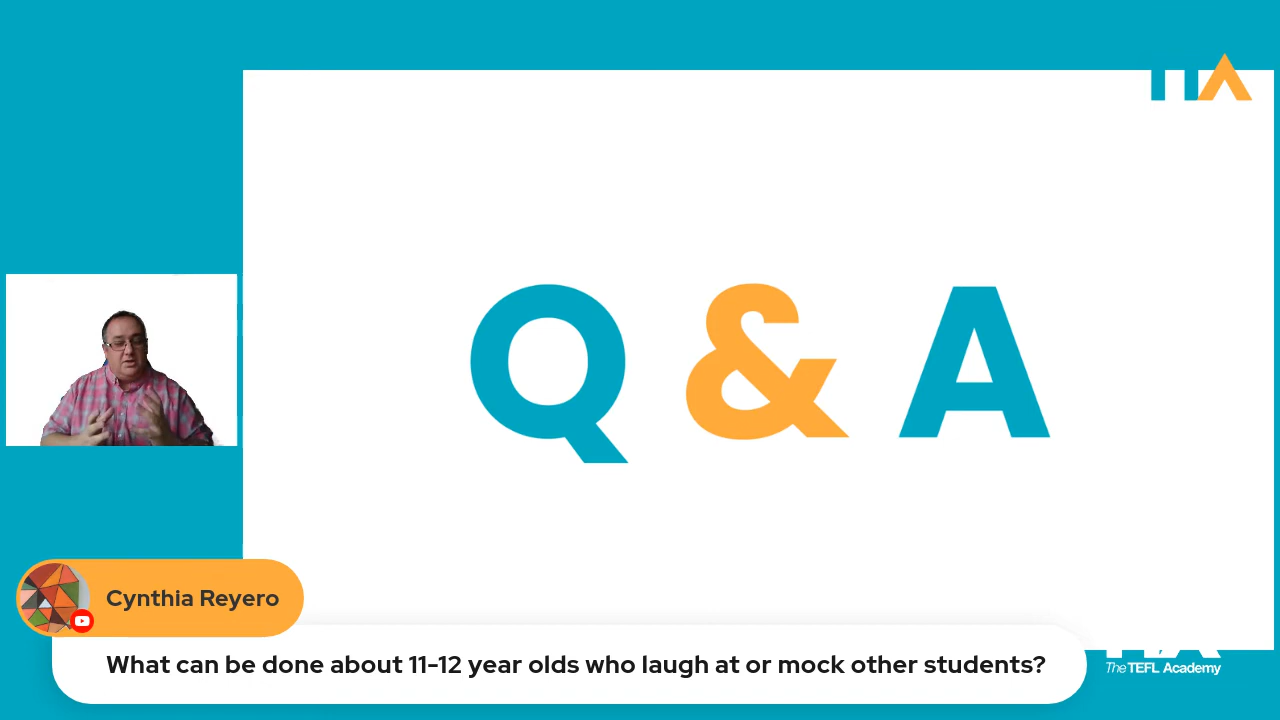 Q & A
Cynthia Reyero
What can be done about 11-12 year olds who laugh at or mock other students?
The TEFL Academy